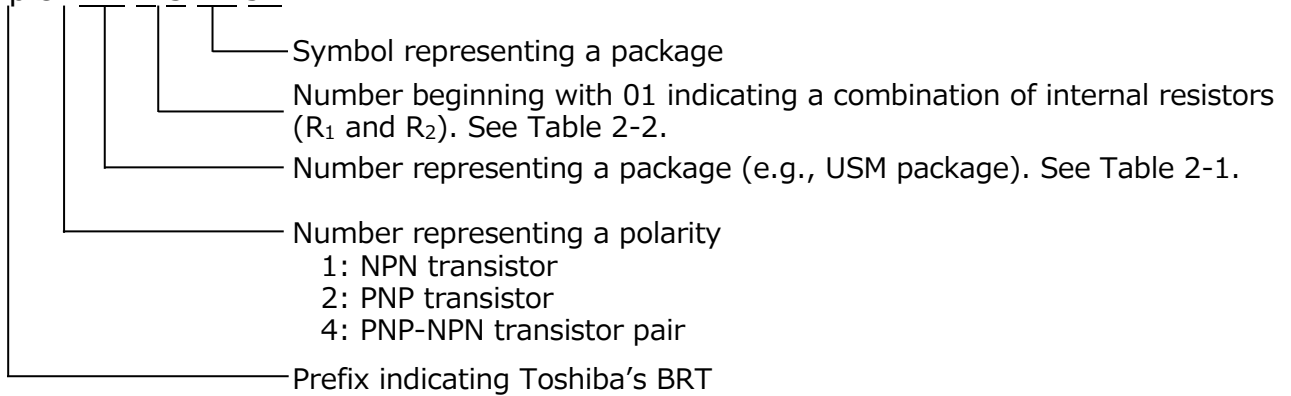 Symbol representing a package
Number beginning with 01 indicating a combination of internal resistors
(R₁ and R₂). See Table 2-2.
Number representing a package (e.g., USM package). See Table 2-1.
Number representing a polarity
1: NPN transistor
2: PNP transistor
4: PNP-NPN transistor pair
Prefix indicating Toshiba’s BRT